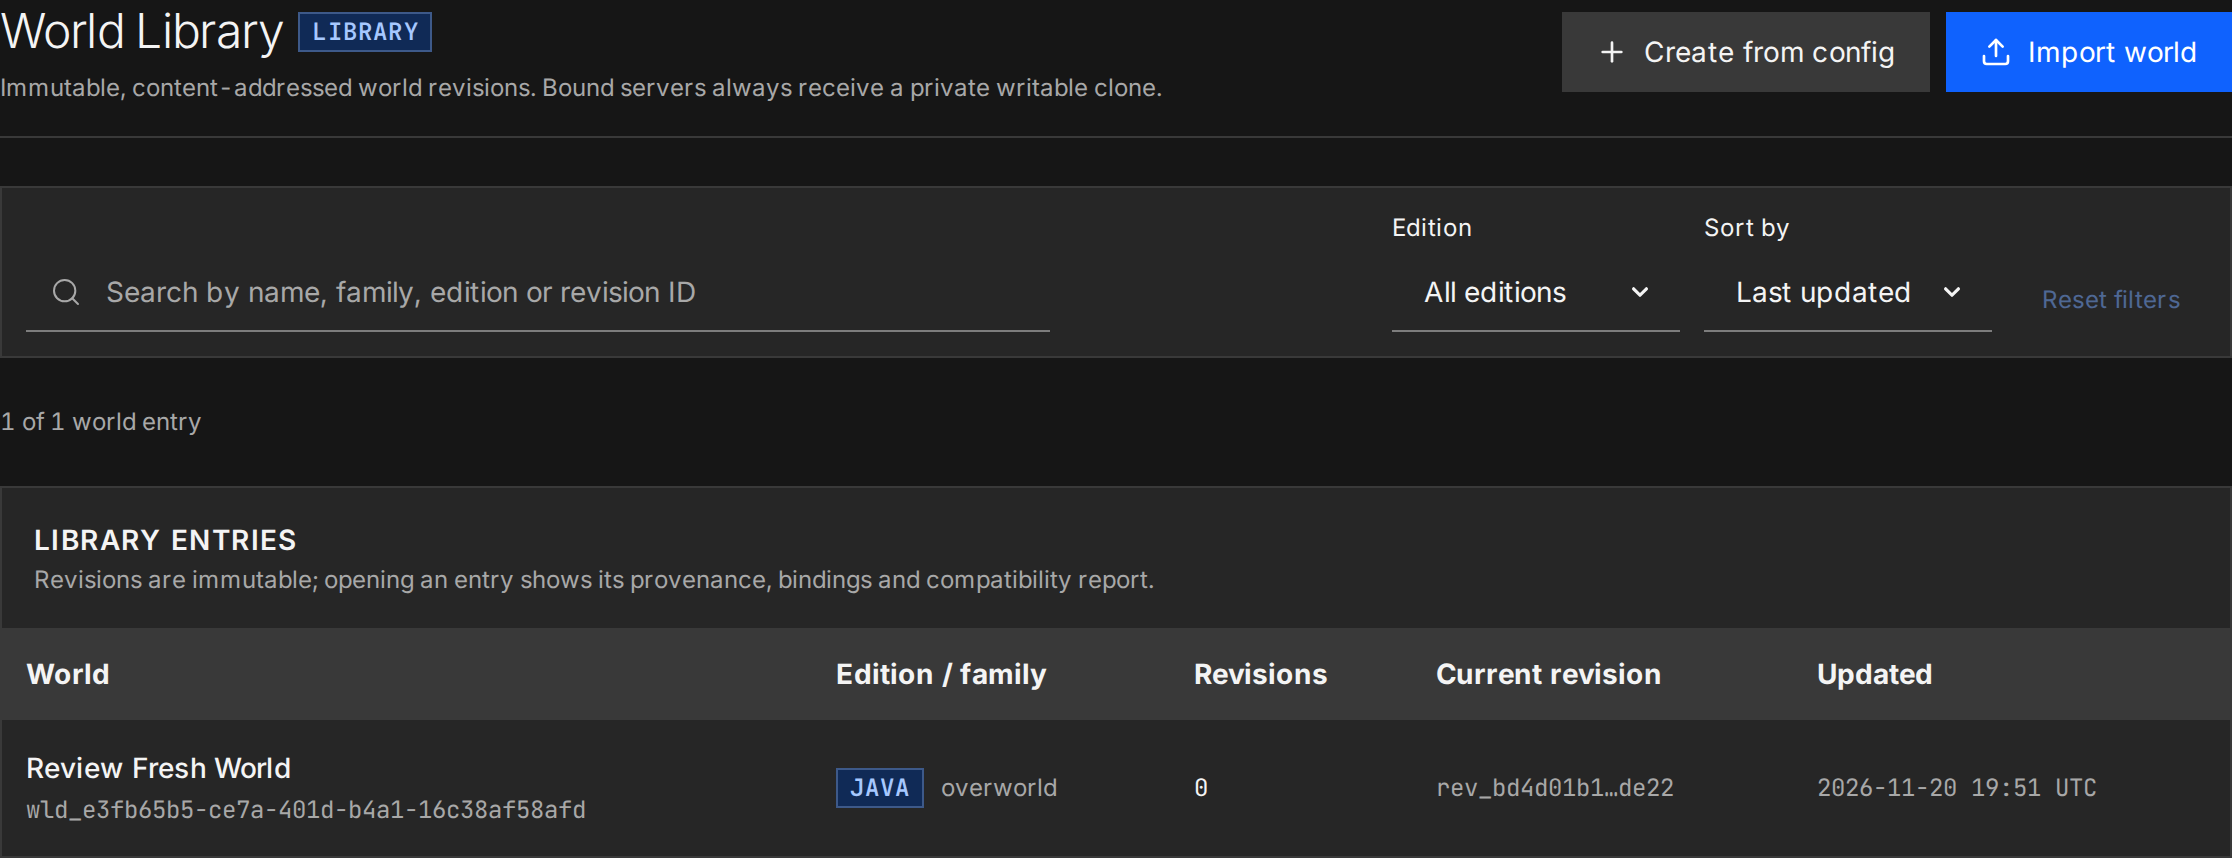 World Library LIBRARY
Immutable, content-addressed world revisions. Bound servers always receive a private writable clone.
Create from config
Import world
Edition
Sort by
Search by name, family, edition or revision ID
All editions
Last updated
Reset filters
1 of 1 world entry
LIBRARY ENTRIES
Revisions are immutable; opening an entry shows its provenance, bindings and compatibility report.
World Edition / family Revisions Current revision Updated
Review Fresh World
wld_e3fb65b5-ce7a-401d-b4a1-16c38af58afd
JAVA overworld 0 rev_bd4d01b1…de22 2026-11-20 19:51 UTC